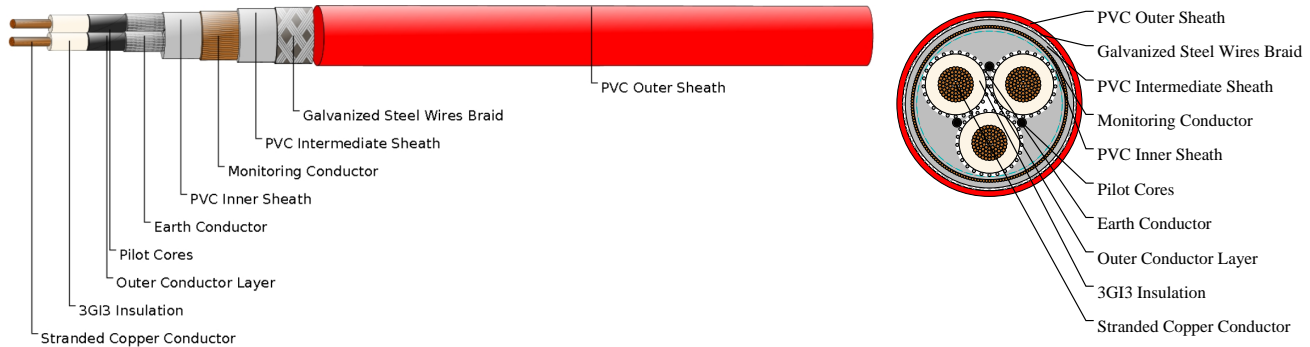 PVC Outer Sheath
Galvanized Steel Wires Braid
PVC Intermediate Sheath
Monitoring Conductor
PVC Inner Sheath
Earth Conductor
Pilot Cores
Outer Conductor Layer
3GI3 Insulation
Stranded Copper Conductor
PVC Outer Sheath
Galvanized Steel Wires Braid
PVC Intermediate Sheath
Monitoring Conductor
PVC Inner Sheath
Pilot Cores
Earth Conductor
Outer Conductor Layer
3GI3 Insulation
Stranded Copper Conductor